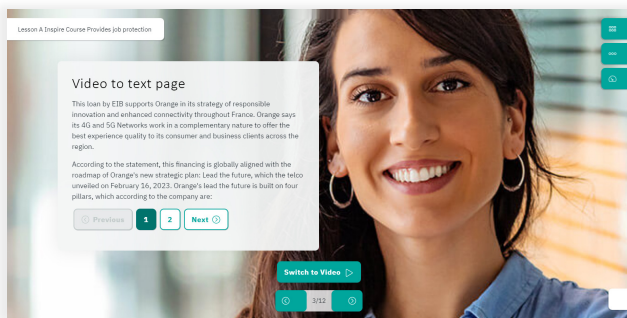 Lesson A Inspire Course Provides job protection
Video to text page
This loan by EIB supports Orange in its strategy of responsible
innovation and enhanced connectivity throughout France. Orange says
its 4G and 5G Networks work in a complementary nature to offer the
best experience quality to its consumer and business clients across the
region.
According to the statement, this financing is globally aligned with the
roadmap of Orange's new strategic plan: Lead the future, which the telco
unveiled on February 16, 2023. Orange's lead the future is built on four
pillars, which according to the company are:
Previous 1 2 Next
Switch to Video
3/12